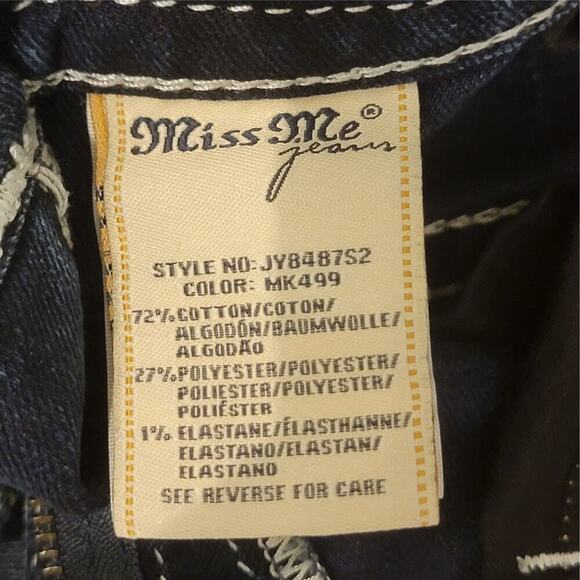 Miss Me®
jeans
STYLE NO: JY8487S2
COLOR: MK499
72% COTTON/COTON/
ALGODÓN/BAUMWOLLE/
ALGODÃO
27% POLYESTER/POLYESTER/
POLIESTER/POLYESTER/
POLIÉSTER
1% ELASTANE/ÉLASTHANNE/
ELASTANO/ELASTAN/
ELASTANO
SEE REVERSE FOR CARE